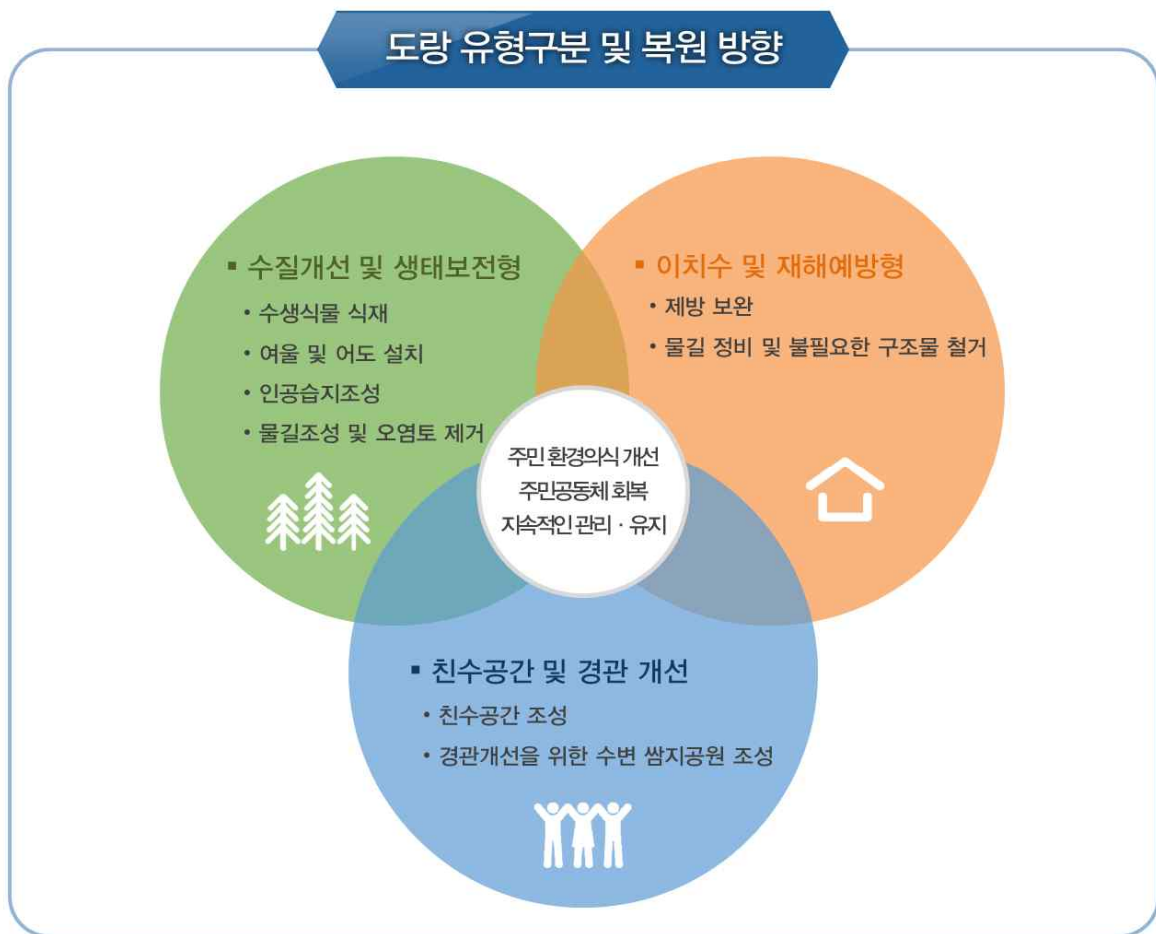 도랑 유형구분 및 복원 방향
▪ 수질개선 및 생태보전형
• 수생식물 식재
• 여울 및 어도 설치
• 인공습지조성
• 물길조성 및 오염토 제거
▪ 이치수 및 재해예방형
• 제방 보완
• 물길 정비 및 불필요한 구조물 철거
주민 환경의식 개선
주민공동체 회복
지속적인 관리 · 유지
▪ 친수공간 및 경관 개선
• 친수공간 조성
• 경관개선을 위한 수변 쌈지공원 조성